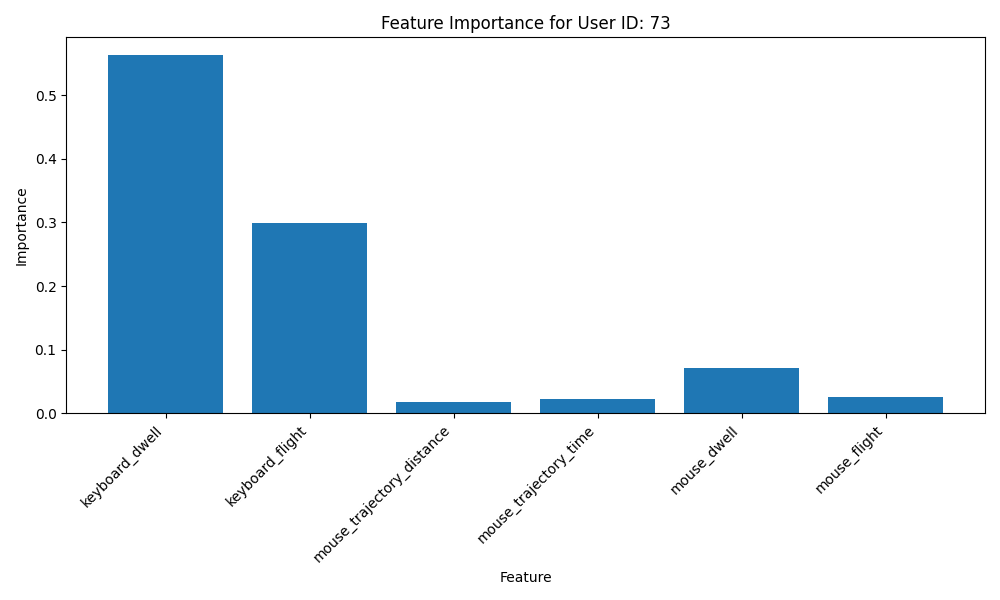 Feature Importance for User ID: 73
Importance
0.5
0.4
0.3
0.2
0.1
0.0
keyboard_dwell
keyboard_flight
mouse_trajectory_distance
mouse_trajectory_time
mouse_dwell
mouse_flight
Feature